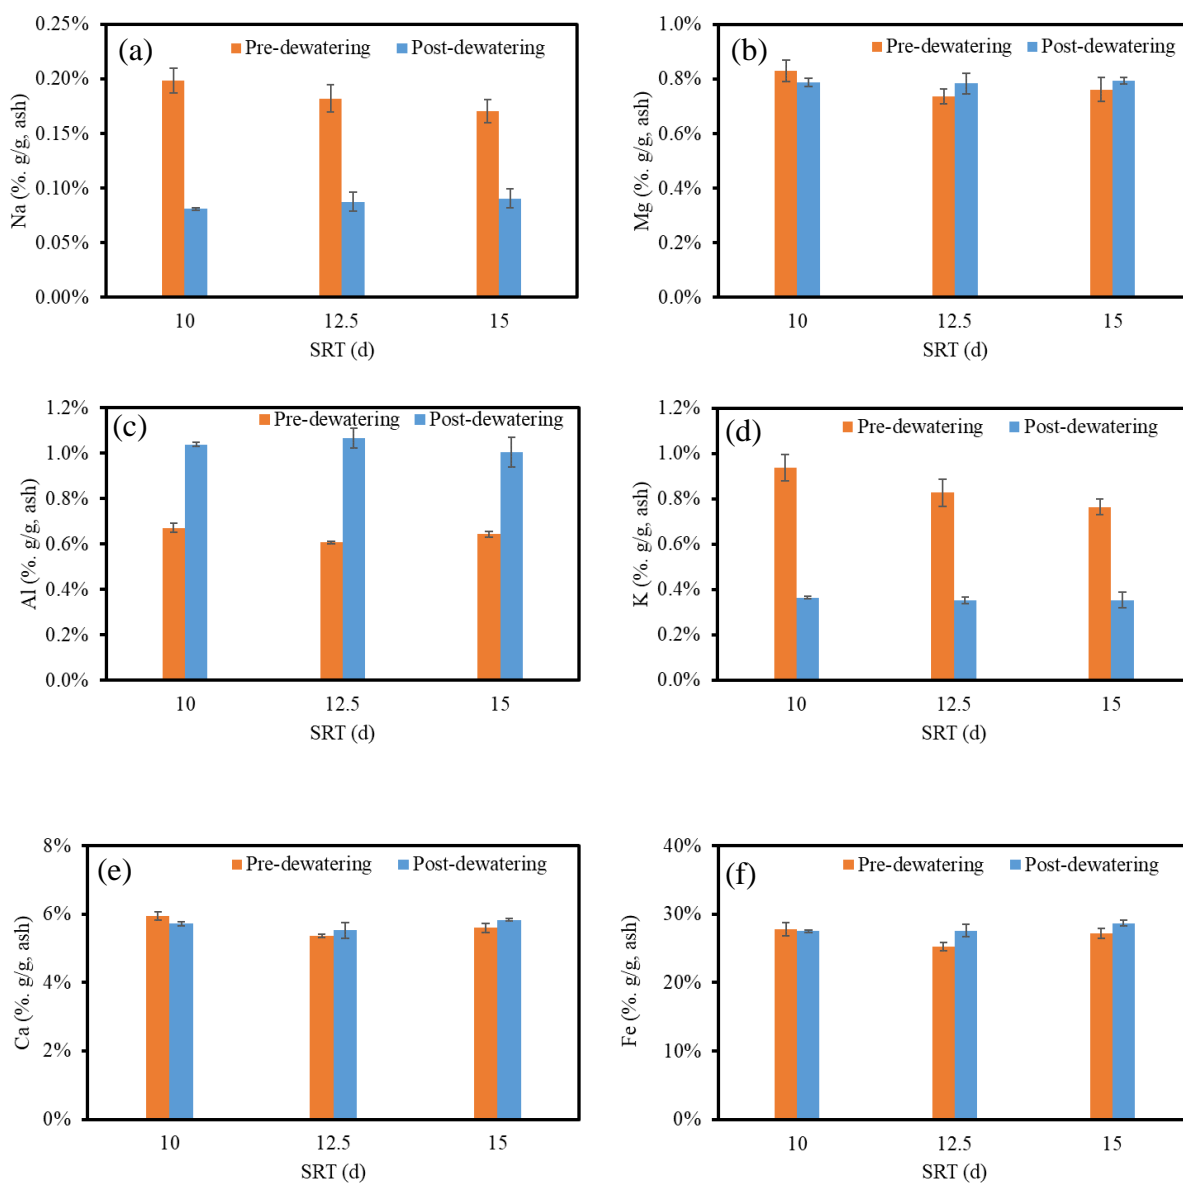 (a)
Pre-dewatering Post-dewatering
Na (%. g/g, ash)
0.25%
0.20%
0.15%
0.10%
0.05%
0.00%
10 12.5 15
SRT (d)
(b)
Pre-dewatering Post-dewatering
Mg (%. g/g, ash)
1.0%
0.8%
0.6%
0.4%
0.2%
0.0%
10 12.5 15
SRT (d)
(c)
Pre-dewatering Post-dewatering
Al (%. g/g, ash)
1.2%
1.0%
0.8%
0.6%
0.4%
0.2%
0.0%
10 12.5 15
SRT (d)
(d)
Pre-dewatering Post-dewatering
K (%. g/g, ash)
1.2%
1.0%
0.8%
0.6%
0.4%
0.2%
0.0%
10 12.5 15
SRT (d)
(e)
Pre-dewatering Post-dewatering
Ca (%. g/g, ash)
8%
6%
4%
2%
0%
10 12.5 15
SRT (d)
(f)
Pre-dewatering Post-dewatering
Fe (%. g/g, ash)
40%
30%
20%
10%
0%
10 12.5 15
SRT (d)